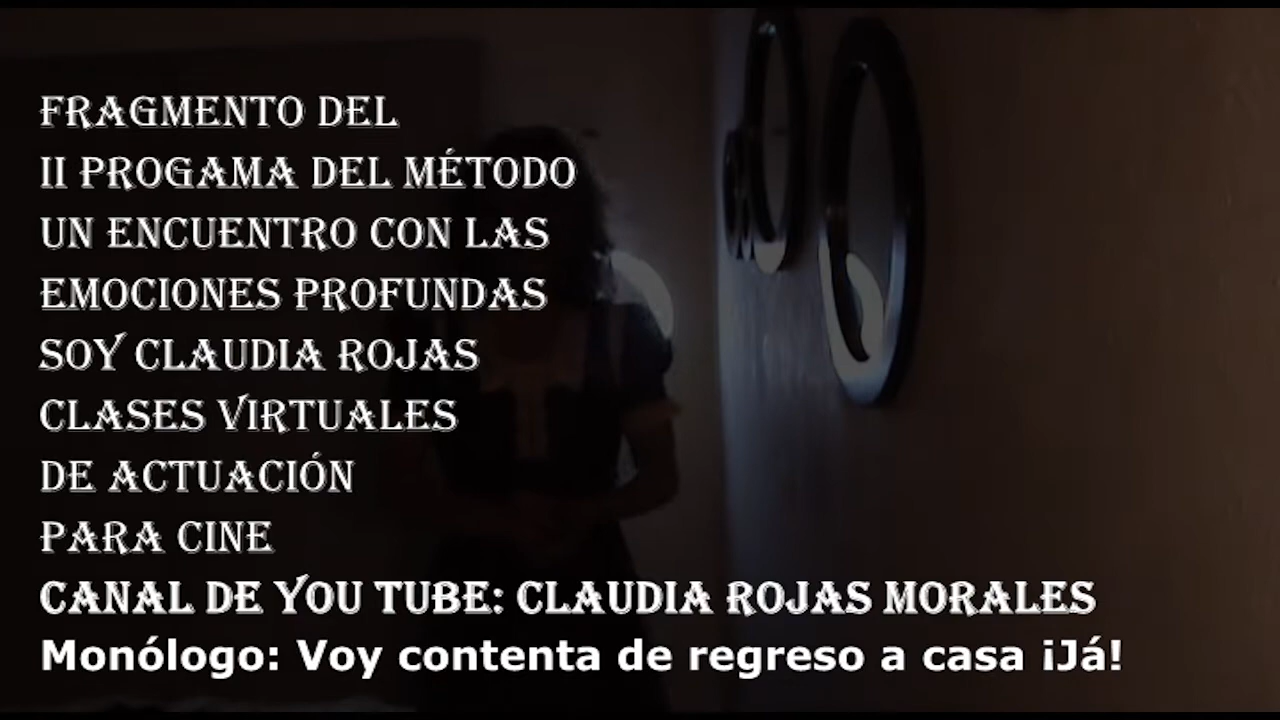 FRAGMENTO DEL
II PROGAMA DEL MÉTODO
UN ENCUENTRO CON LAS
EMOCIONES PROFUNDAS
SOY CLAUDIA ROJAS
CLASES VIRTUALES
DE ACTUACIÓN
PARA CINE
CANAL DE YOU TUBE: CLAUDIA ROJAS MORALES
Monólogo: Voy contenta de regreso a casa ¡Já!